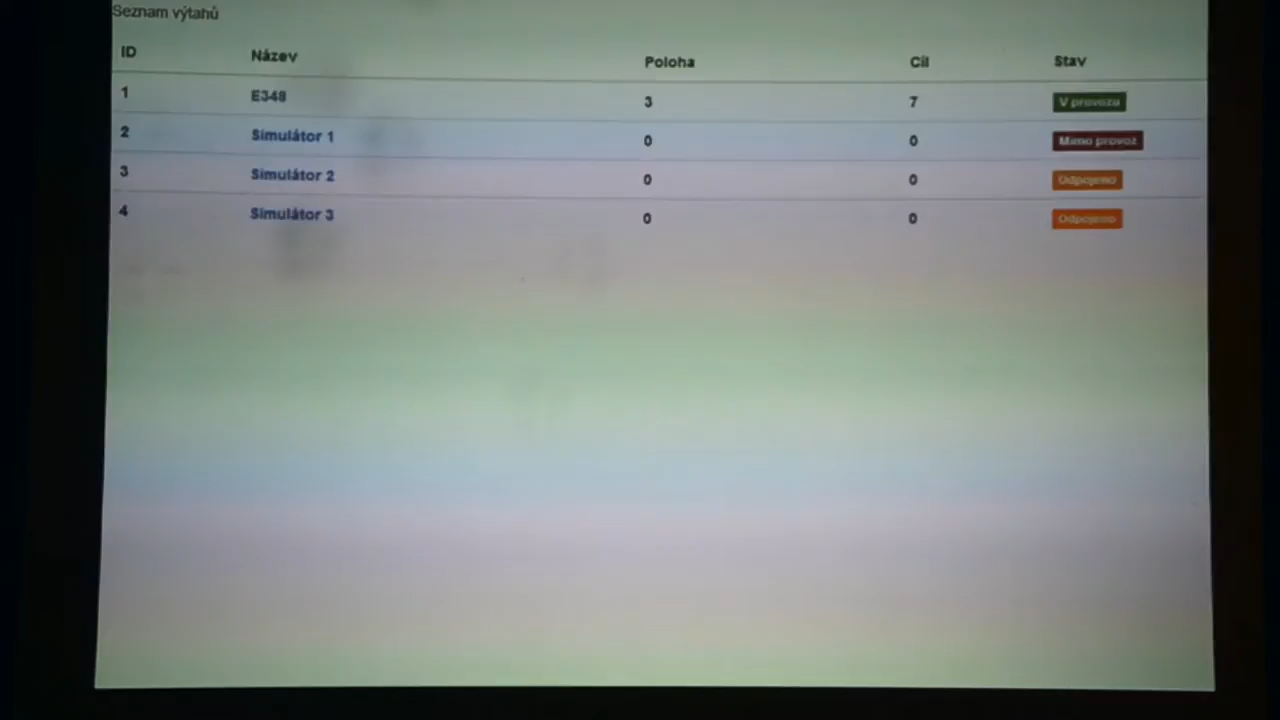 Seznam výtahů
ID Název Poloha Cíl Stav
1 E348 3 7 V provozu
2 Simulátor 1 0 0 Mimo provoz
3 Simulátor 2 0 0 Odpojeno
4 Simulátor 3 0 0 Odpojeno